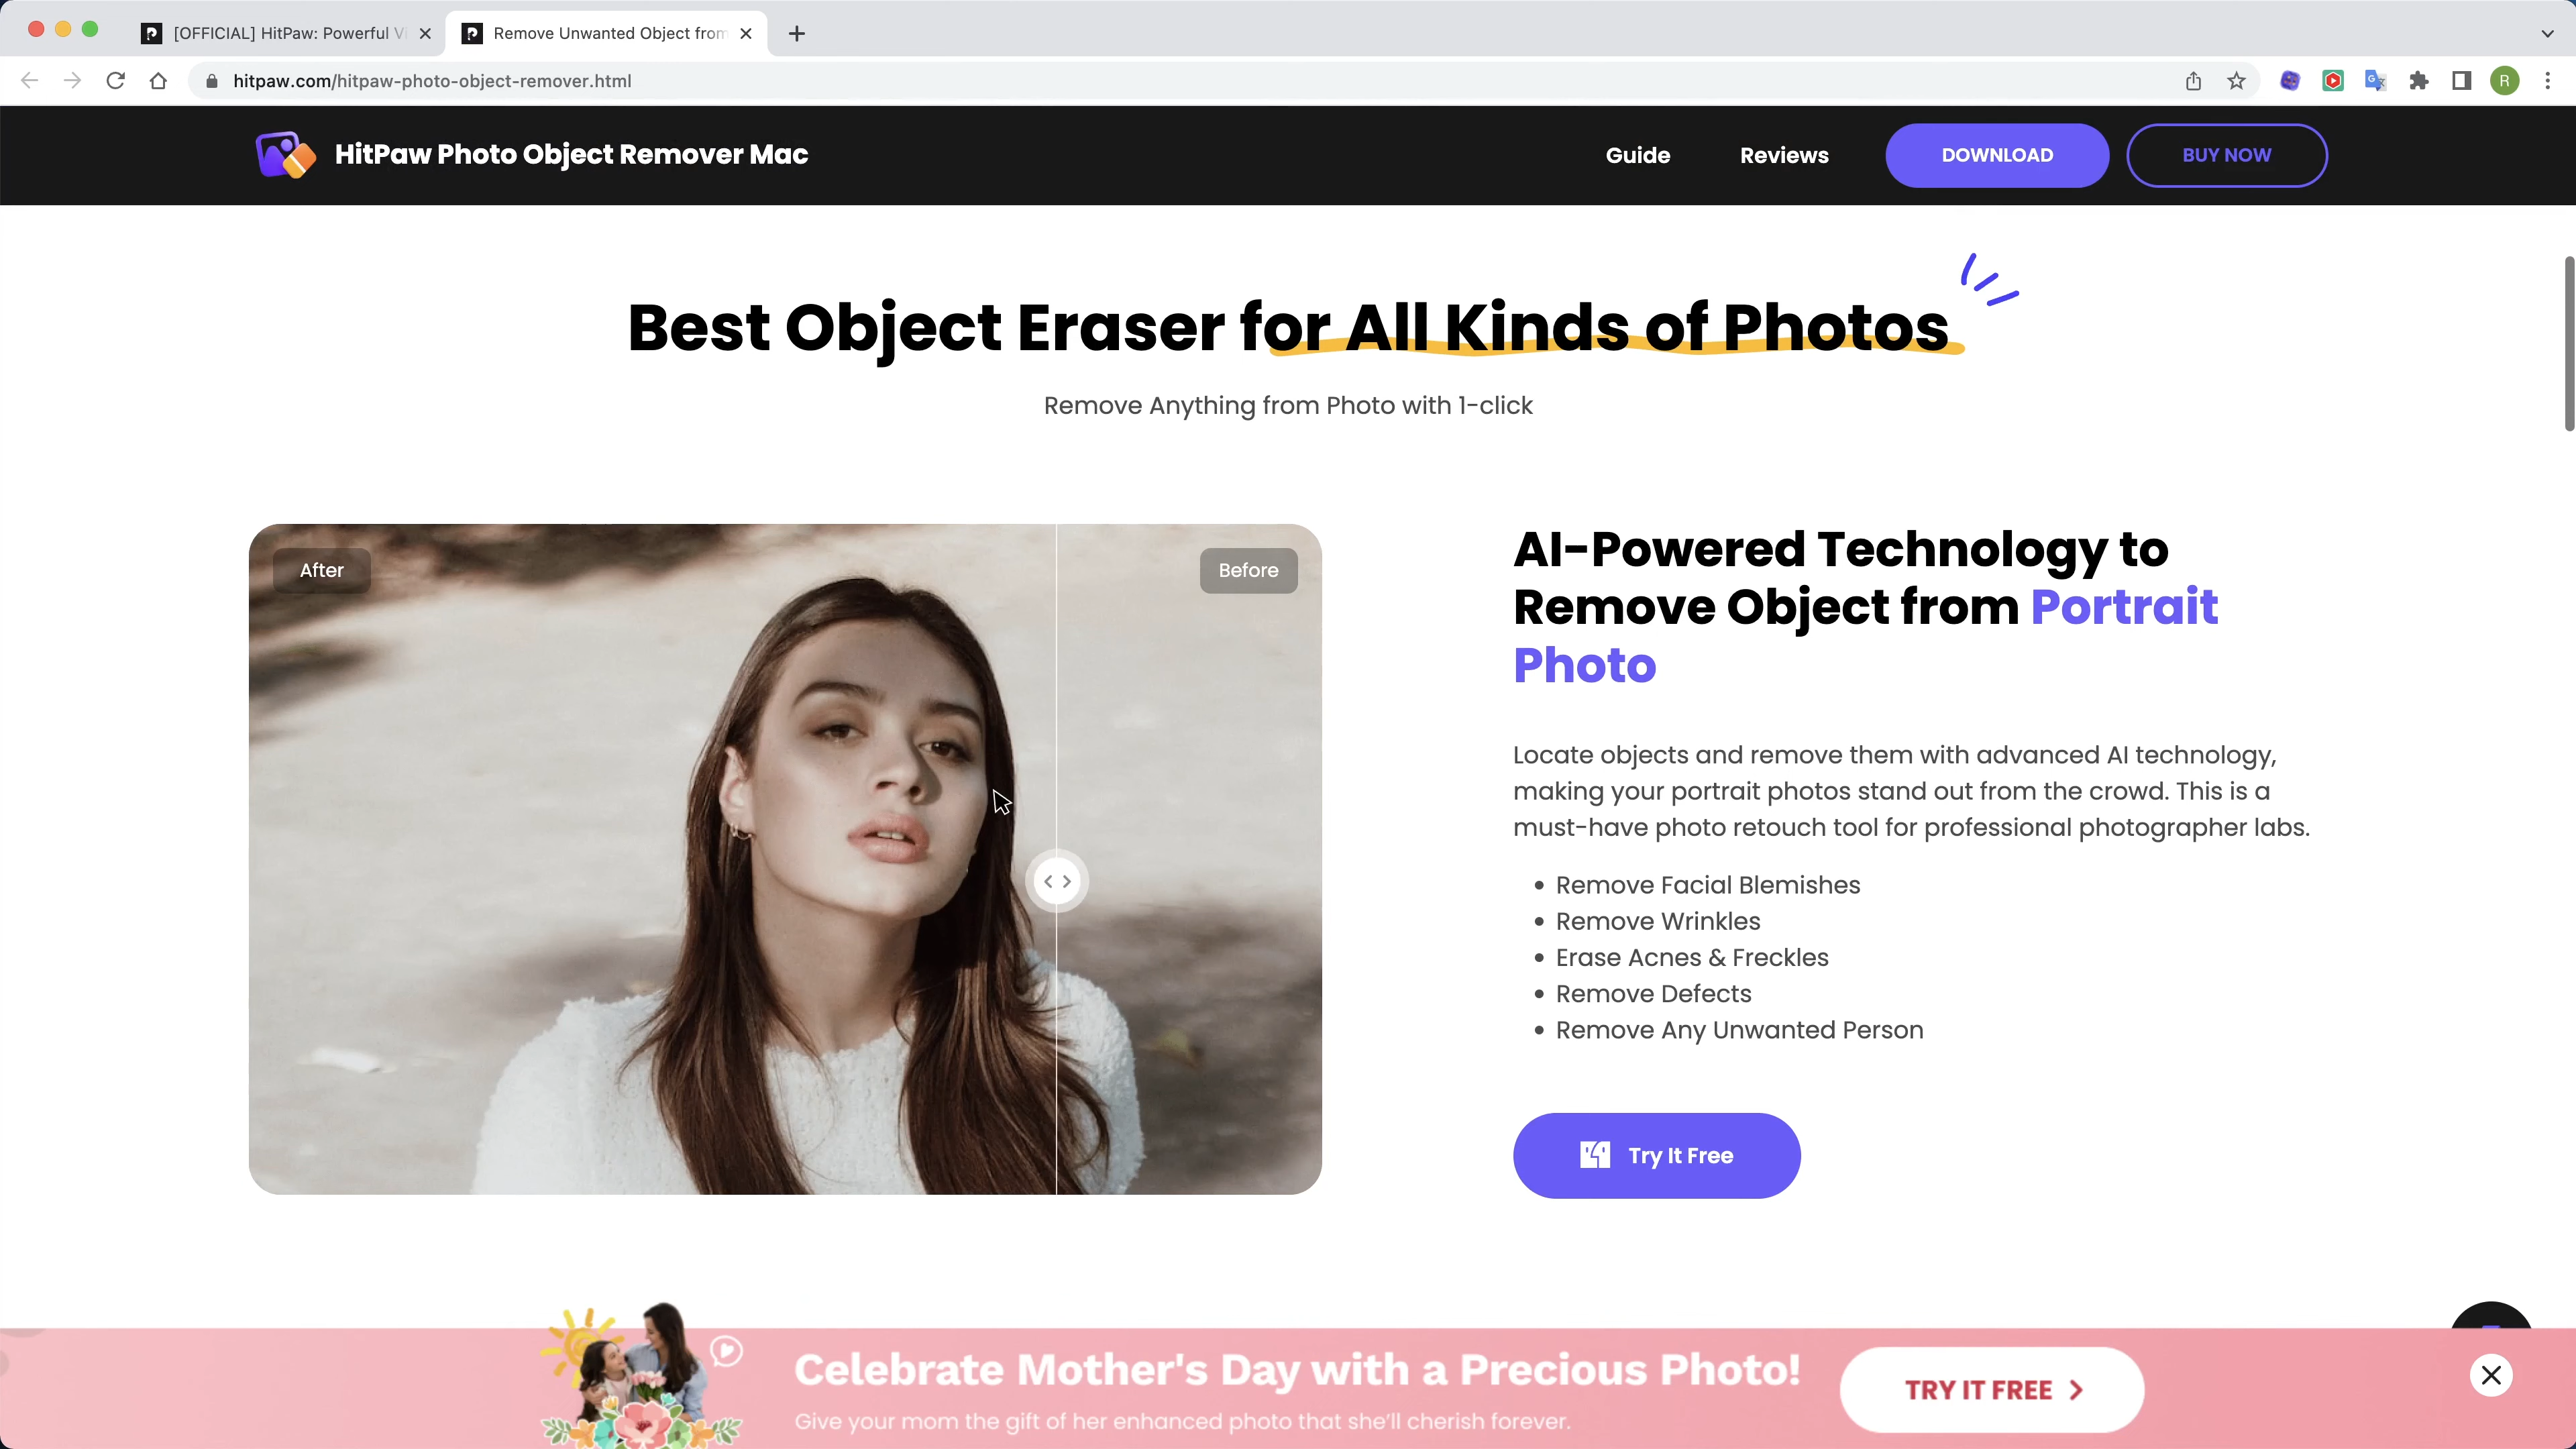 [OFFICIAL] HitPaw: Powerful Vi
Remove Unwanted Object from
hitpaw.com/hitpaw-photo-object-remover.html
R
HitPaw Photo Object Remover Mac
Guide
Reviews
DOWNLOAD
BUY NOW
Best Object Eraser for All Kinds of Photos
Remove Anything from Photo with 1-click
After
Before
AI-Powered Technology to
Remove Object from Portrait
Photo
Locate objects and remove them with advanced AI technology,
making your portrait photos stand out from the crowd. This is a
must-have photo retouch tool for professional photographer labs.
• Remove Facial Blemishes
• Remove Wrinkles
• Erase Acnes & Freckles
• Remove Defects
• Remove Any Unwanted Person
Try It Free
Celebrate Mother's Day with a Precious Photo!
Give your mom the gift of her enhanced photo that she'll cherish forever.
TRY IT FREE